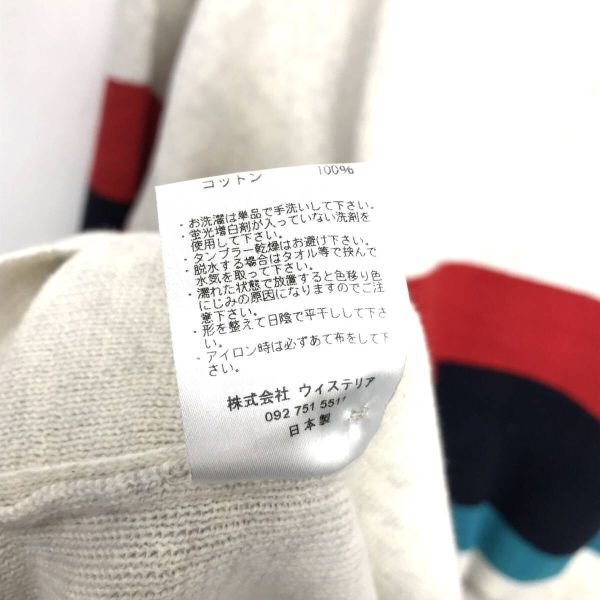 コットン 100%
・お洗濯は単品で手洗いして下さい。
・蛍光増白剤が入っていない洗剤を
使用して下さい。
・タンブラー乾燥はお避け下さい。
・脱水する場合はタオル等で挟んで
水気を取って下さい。
・濡れた状態で放置すると色移り色
にじみの原因になりますのでご注
意下さい。
・形を整えて日陰で平干しして下さ
い。
・アイロン時は必ずあて布をして下
さい。
株式会社 ウィステリア
092 751 551
日本製